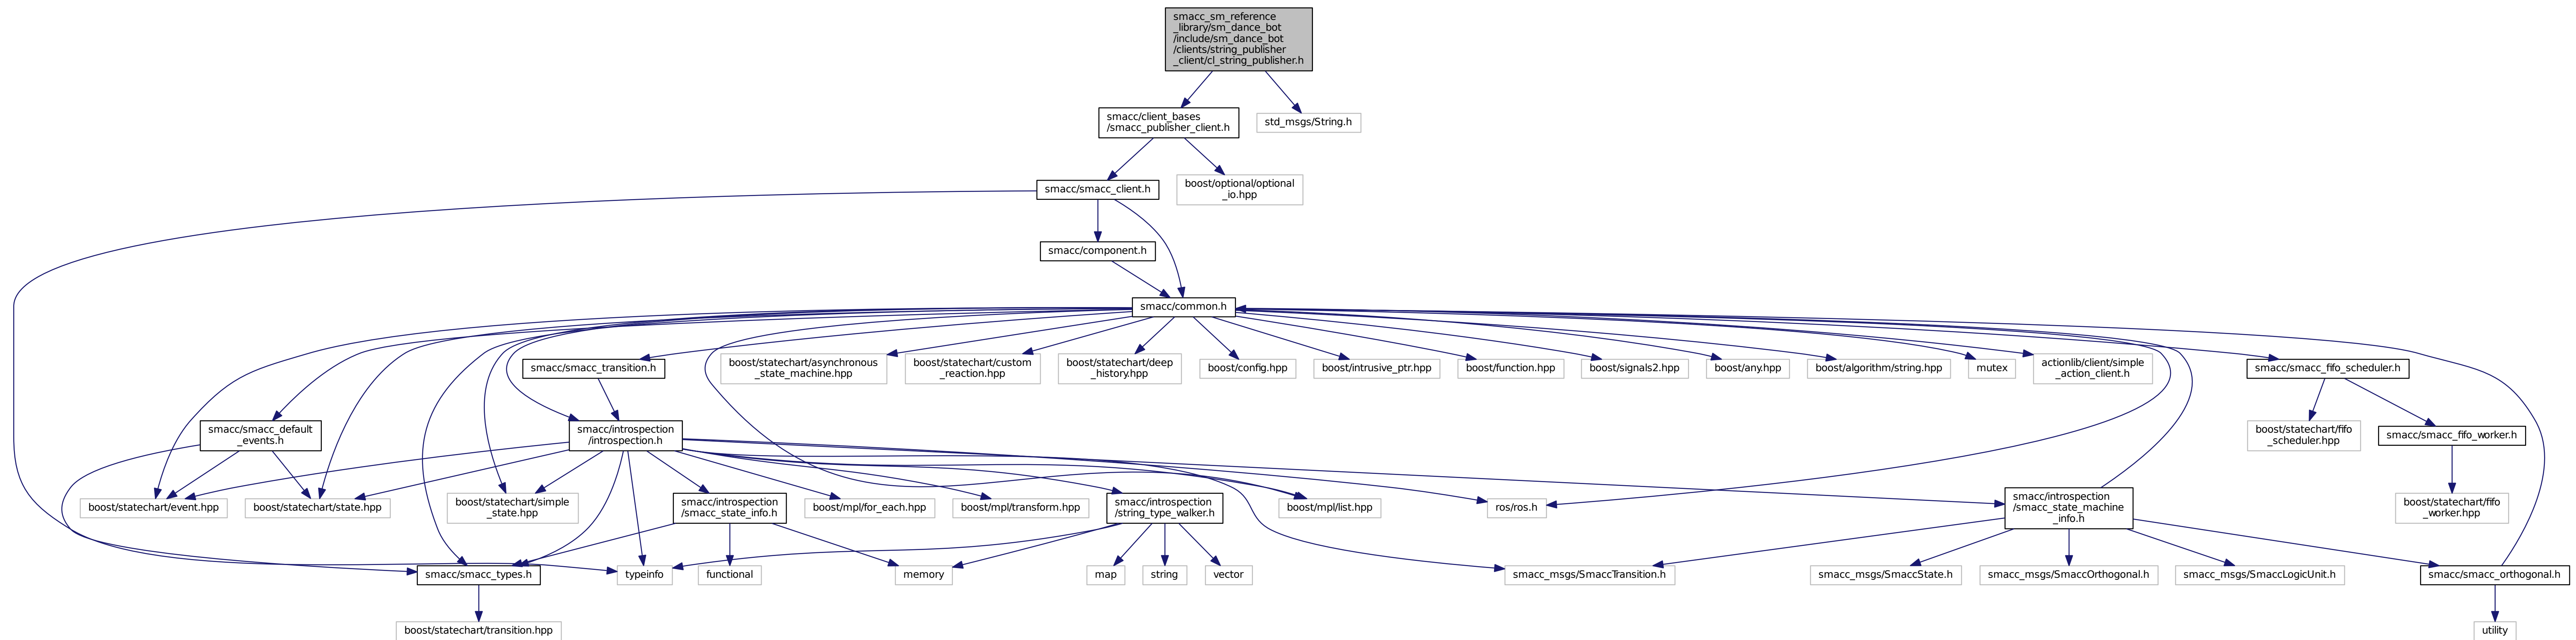 smacc_sm_reference
_library/sm_dance_bot
/include/sm_dance_bot
/clients/string_publisher
_client/cl_string_publisher.h
smacc/client_bases
/smacc_publisher_client.h
std_msgs/String.h
smacc/smacc_client.h
boost/optional/optional
_io.hpp
smacc/component.h
smacc/common.h
smacc/smacc_transition.h
boost/statechart/asynchronous
_state_machine.hpp
boost/statechart/custom
_reaction.hpp
boost/statechart/deep
_history.hpp
boost/config.hpp
boost/intrusive_ptr.hpp
boost/function.hpp
boost/signals2.hpp
boost/any.hpp
boost/algorithm/string.hpp
mutex
actionlib/client/simple
_action_client.h
smacc/smacc_fifo_scheduler.h
smacc/smacc_default
_events.h
smacc/introspection
/introspection.h
boost/statechart/fifo
_scheduler.hpp
smacc/smacc_fifo_worker.h
boost/statechart/event.hpp
boost/statechart/state.hpp
boost/statechart/simple
_state.hpp
smacc/introspection
/smacc_state_info.h
boost/mpl/for_each.hpp
boost/mpl/transform.hpp
smacc/introspection
/string_type_walker.h
boost/mpl/list.hpp
ros/ros.h
smacc/introspection
/smacc_state_machine
_info.h
boost/statechart/fifo
_worker.hpp
smacc/smacc_types.h
typeinfo
functional
memory
map
string
vector
smacc_msgs/SmaccTransition.h
smacc_msgs/SmaccState.h
smacc_msgs/SmaccOrthogonal.h
smacc_msgs/SmaccLogicUnit.h
smacc/smacc_orthogonal.h
boost/statechart/transition.hpp
utility